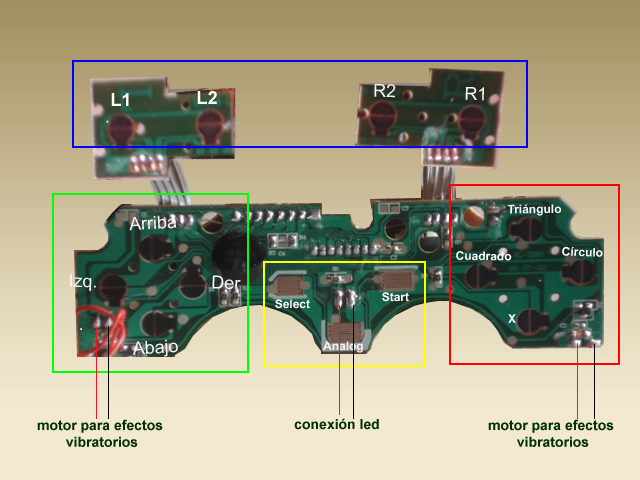 L1
L2
R2
R1
Arriba
Izq.
Der
Abajo
Select
Start
Analog
Triángulo
Cuadrado
Círculo
X
motor para efectos
vibratorios
conexión led
motor para efectos
vibratorios